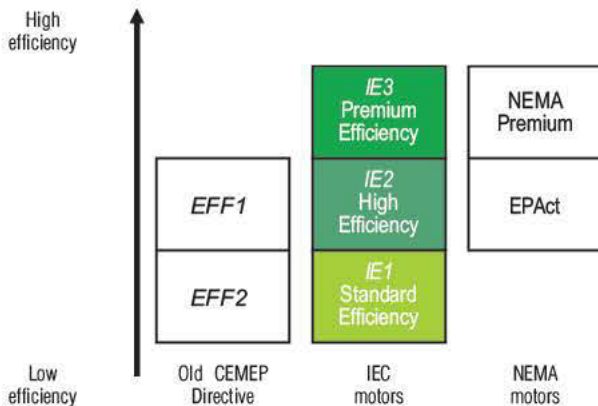 High
efficiency
IE3
Premium
Efficiency
NEMA
Premium
EFF1
IE2
High
Efficiency
EPAct
EFF2
IE1
Standard
Efficiency
Low
efficiency
Old CEMEP
Directive
IEC
motors
NEMA
motors